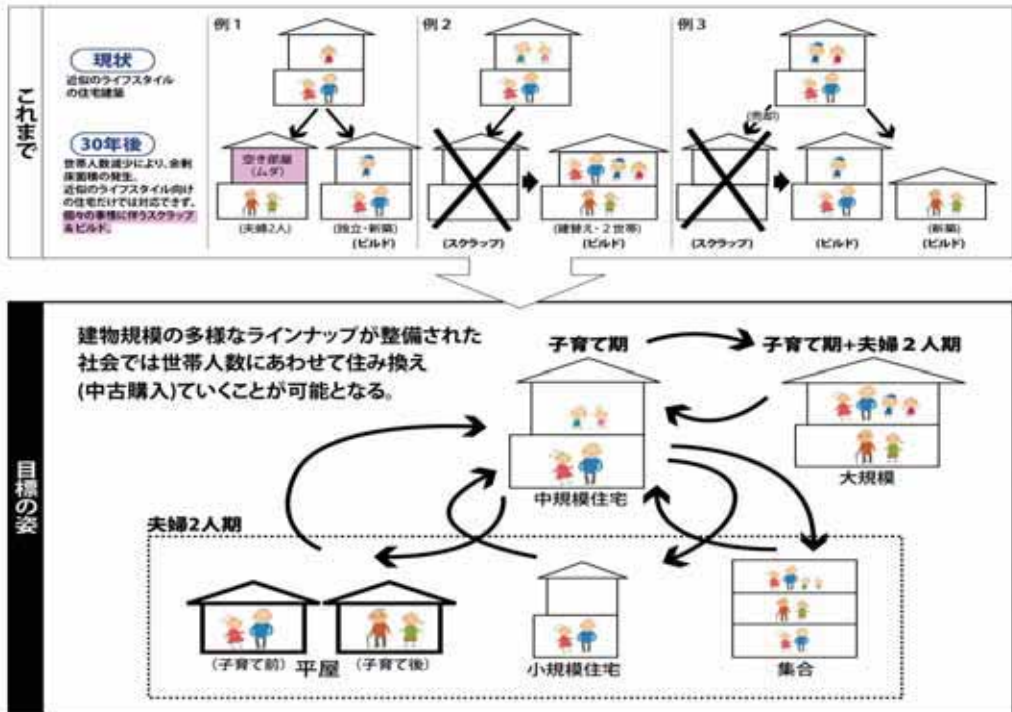 これまで
現状
近似のライフスタイル
の住宅建築
30年後
世帯人数減少により、余剰
床面積の発生。
近似のライフスタイル向け
の住宅だけでは対応できず。
個々の事情に伴うスクラップ
&ビルド。
例1
空き部屋
(ムダ)
(夫婦2人)
(独立・新築)
(ビルド)
例2
(スクラップ)
(建替え・2世帯)
(ビルド)
例3
(売却)
(スクラップ)
(ビルド)
(新築)
(ビルド)
目標の姿
建物規模の多様なラインナップが整備された
社会では世帯人数にあわせて住み換え
(中古購入)ていくことが可能となる。
子育て期
子育て期+夫婦2人期
中規模住宅
大規模
夫婦2人期
(子育て前)
平屋
(子育て後)
小規模住宅
集合